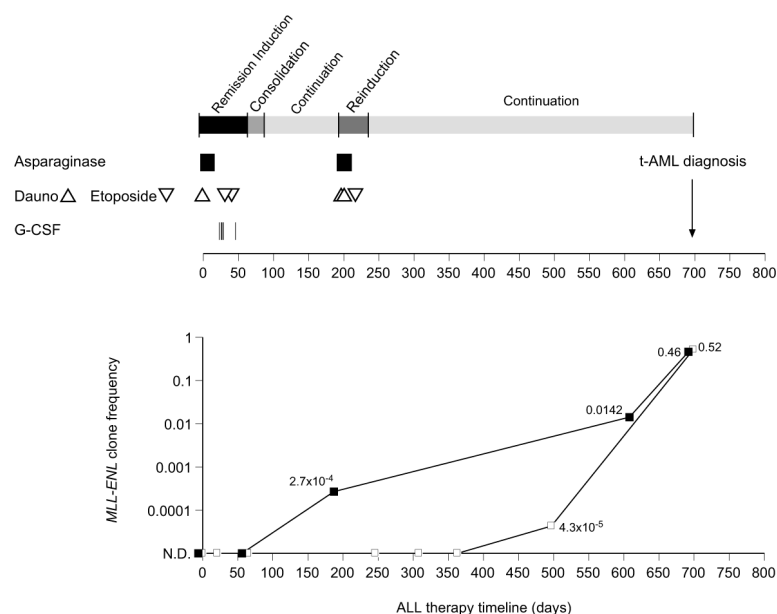 Remission Induction
Consolidation
Continuation
Reinduction
Continuation
Asparaginase
t-AML diagnosis
Dauno Etoposide
G-CSF
0 50 100 150 200 250 300 350 400 450 500 550 600 650 700 750 800
MLL-ENL clone frequency
1
0.1
0.01
0.001
0.0001
N.D.
0.46
0.52
0.0142
2.7x10-4
4.3x10-5
0 50 100 150 200 250 300 350 400 450 500 550 600 650 700 750 800
ALL therapy timeline (days)